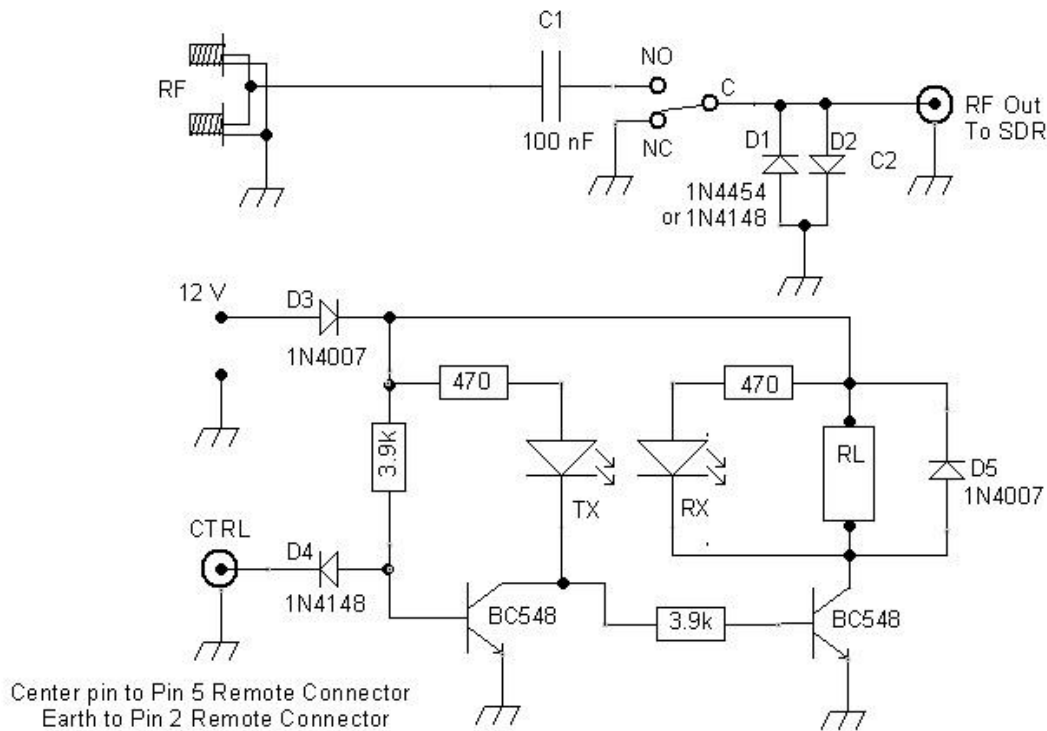 C1
NO
RF
C
RF Out
To SDR
100 nF
NC
D1
D2
C2
1N4454
or 1N4148
12 V
D3
1N4007
470
470
3.9k
RL
D5
1N4007
TX
RX
CTRL
D4
1N4148
BC548
3.9k
BC548
Center pin to Pin 5 Remote Connector
Earth to Pin 2 Remote Connector